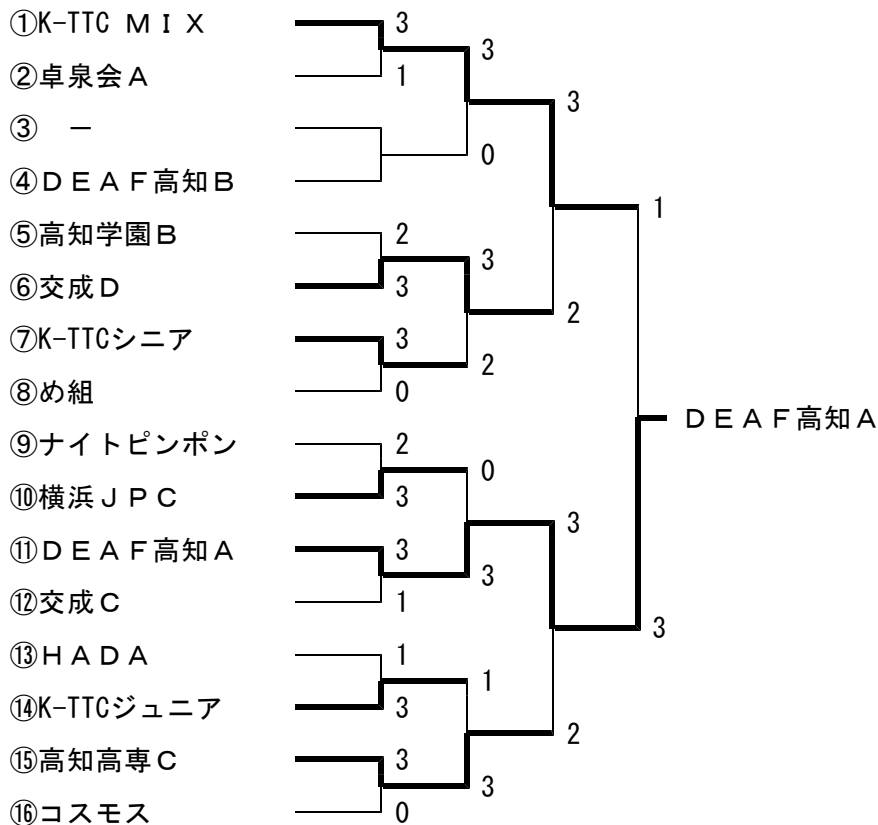 ①K-TTC ＭＩＸ 3
3
②卓泉会Ａ 1
3
③　－
0
④ＤＥＡＦ高知Ｂ
1
⑤高知学園Ｂ 2
3
⑥交成Ｄ 3
2
⑦K-TTCシニア 3
2
⑧め組 0
ＤＥＡＦ高知Ａ
⑨ナイトピンポン 2
0
⑩横浜ＪＰＣ 3
3
⑪ＤＥＡＦ高知Ａ 3
3
⑫交成Ｃ 1
3
⑬ＨＡＤＡ 1
1
⑭K-TTCジュニア 3
2
⑮高知高専Ｃ 3
3
⑯コスモス 0